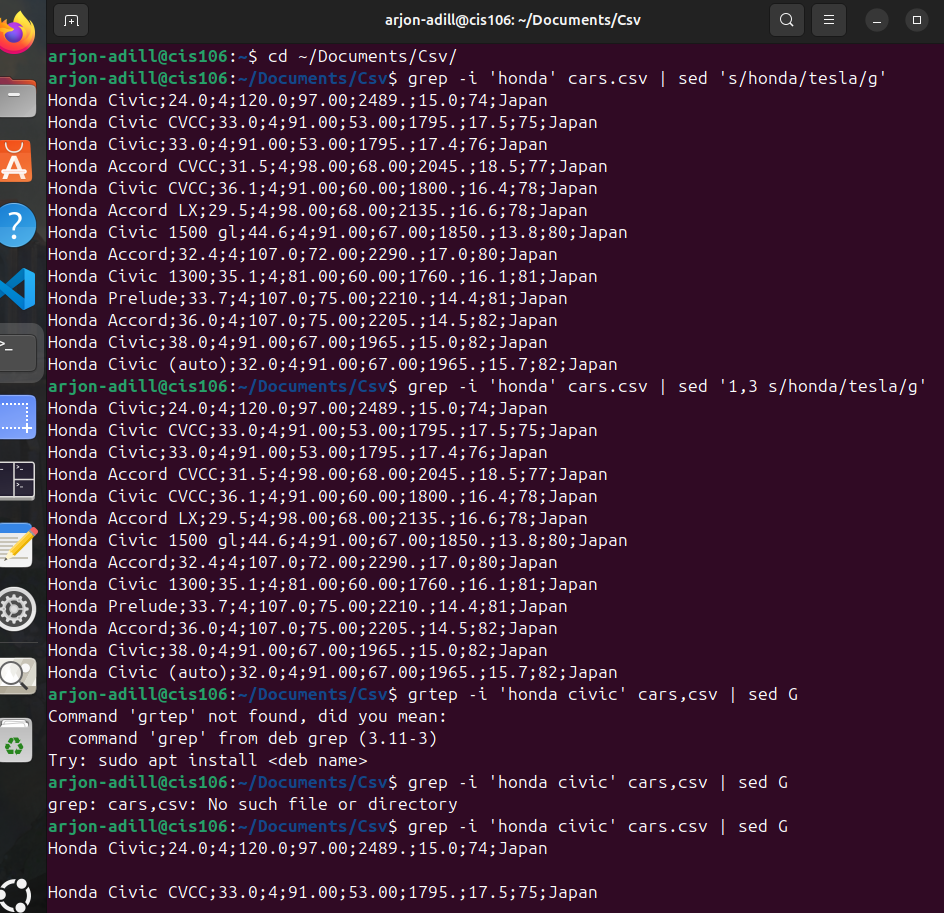 arjon-adill@cis106: ~/Documents/Csv
arjon-adill@cis106:~$ cd ~/Documents/Csv/
arjon-adill@cis106:~/Documents/Csv$ grep -i 'honda' cars.csv | sed 's/honda/tesla/g'
Honda Civic;24.0;4;120.0;97.00;2489.;15.0;74;Japan
Honda Civic CVCC;33.0;4;91.00;53.00;1795.;17.5;75;Japan
Honda Civic;33.0;4;91.00;53.00;1795.;17.4;76;Japan
Honda Accord CVCC;31.5;4;98.00;68.00;2045.;18.5;77;Japan
Honda Civic CVCC;36.1;4;91.00;60.00;1800.;16.4;78;Japan
Honda Accord LX;29.5;4;98.00;68.00;2135.;16.6;78;Japan
Honda Civic 1500 gl;44.6;4;91.00;67.00;1850.;13.8;80;Japan
Honda Accord;32.4;4;107.0;72.00;2290.;17.0;80;Japan
Honda Civic 1300;35.1;4;81.00;60.00;1760.;16.1;81;Japan
Honda Prelude;33.7;4;107.0;75.00;2210.;14.4;81;Japan
Honda Accord;36.0;4;107.0;75.00;2205.;14.5;82;Japan
Honda Civic;38.0;4;91.00;67.00;1965.;15.0;82;Japan
Honda Civic (auto);32.0;4;91.00;67.00;1965.;15.7;82;Japan
arjon-adill@cis106:~/Documents/Csv$ grep -i 'honda' cars.csv | sed '1,3 s/honda/tesla/g'
Honda Civic;24.0;4;120.0;97.00;2489.;15.0;74;Japan
Honda Civic CVCC;33.0;4;91.00;53.00;1795.;17.5;75;Japan
Honda Civic;33.0;4;91.00;53.00;1795.;17.4;76;Japan
Honda Accord CVCC;31.5;4;98.00;68.00;2045.;18.5;77;Japan
Honda Civic CVCC;36.1;4;91.00;60.00;1800.;16.4;78;Japan
Honda Accord LX;29.5;4;98.00;68.00;2135.;16.6;78;Japan
Honda Civic 1500 gl;44.6;4;91.00;67.00;1850.;13.8;80;Japan
Honda Accord;32.4;4;107.0;72.00;2290.;17.0;80;Japan
Honda Civic 1300;35.1;4;81.00;60.00;1760.;16.1;81;Japan
Honda Prelude;33.7;4;107.0;75.00;2210.;14.4;81;Japan
Honda Accord;36.0;4;107.0;75.00;2205.;14.5;82;Japan
Honda Civic;38.0;4;91.00;67.00;1965.;15.0;82;Japan
Honda Civic (auto);32.0;4;91.00;67.00;1965.;15.7;82;Japan
arjon-adill@cis106:~/Documents/Csv$ grtep -i 'honda civic' cars,csv | sed G
Command 'grtep' not found, did you mean:
  command 'grep' from deb grep (3.11-3)
Try: sudo apt install <deb name>
arjon-adill@cis106:~/Documents/Csv$ grep -i 'honda civic' cars,csv | sed G
grep: cars,csv: No such file or directory
arjon-adill@cis106:~/Documents/Csv$ grep -i 'honda civic' cars.csv | sed G
Honda Civic;24.0;4;120.0;97.00;2489.;15.0;74;Japan
Honda Civic CVCC;33.0;4;91.00;53.00;1795.;17.5;75;Japan